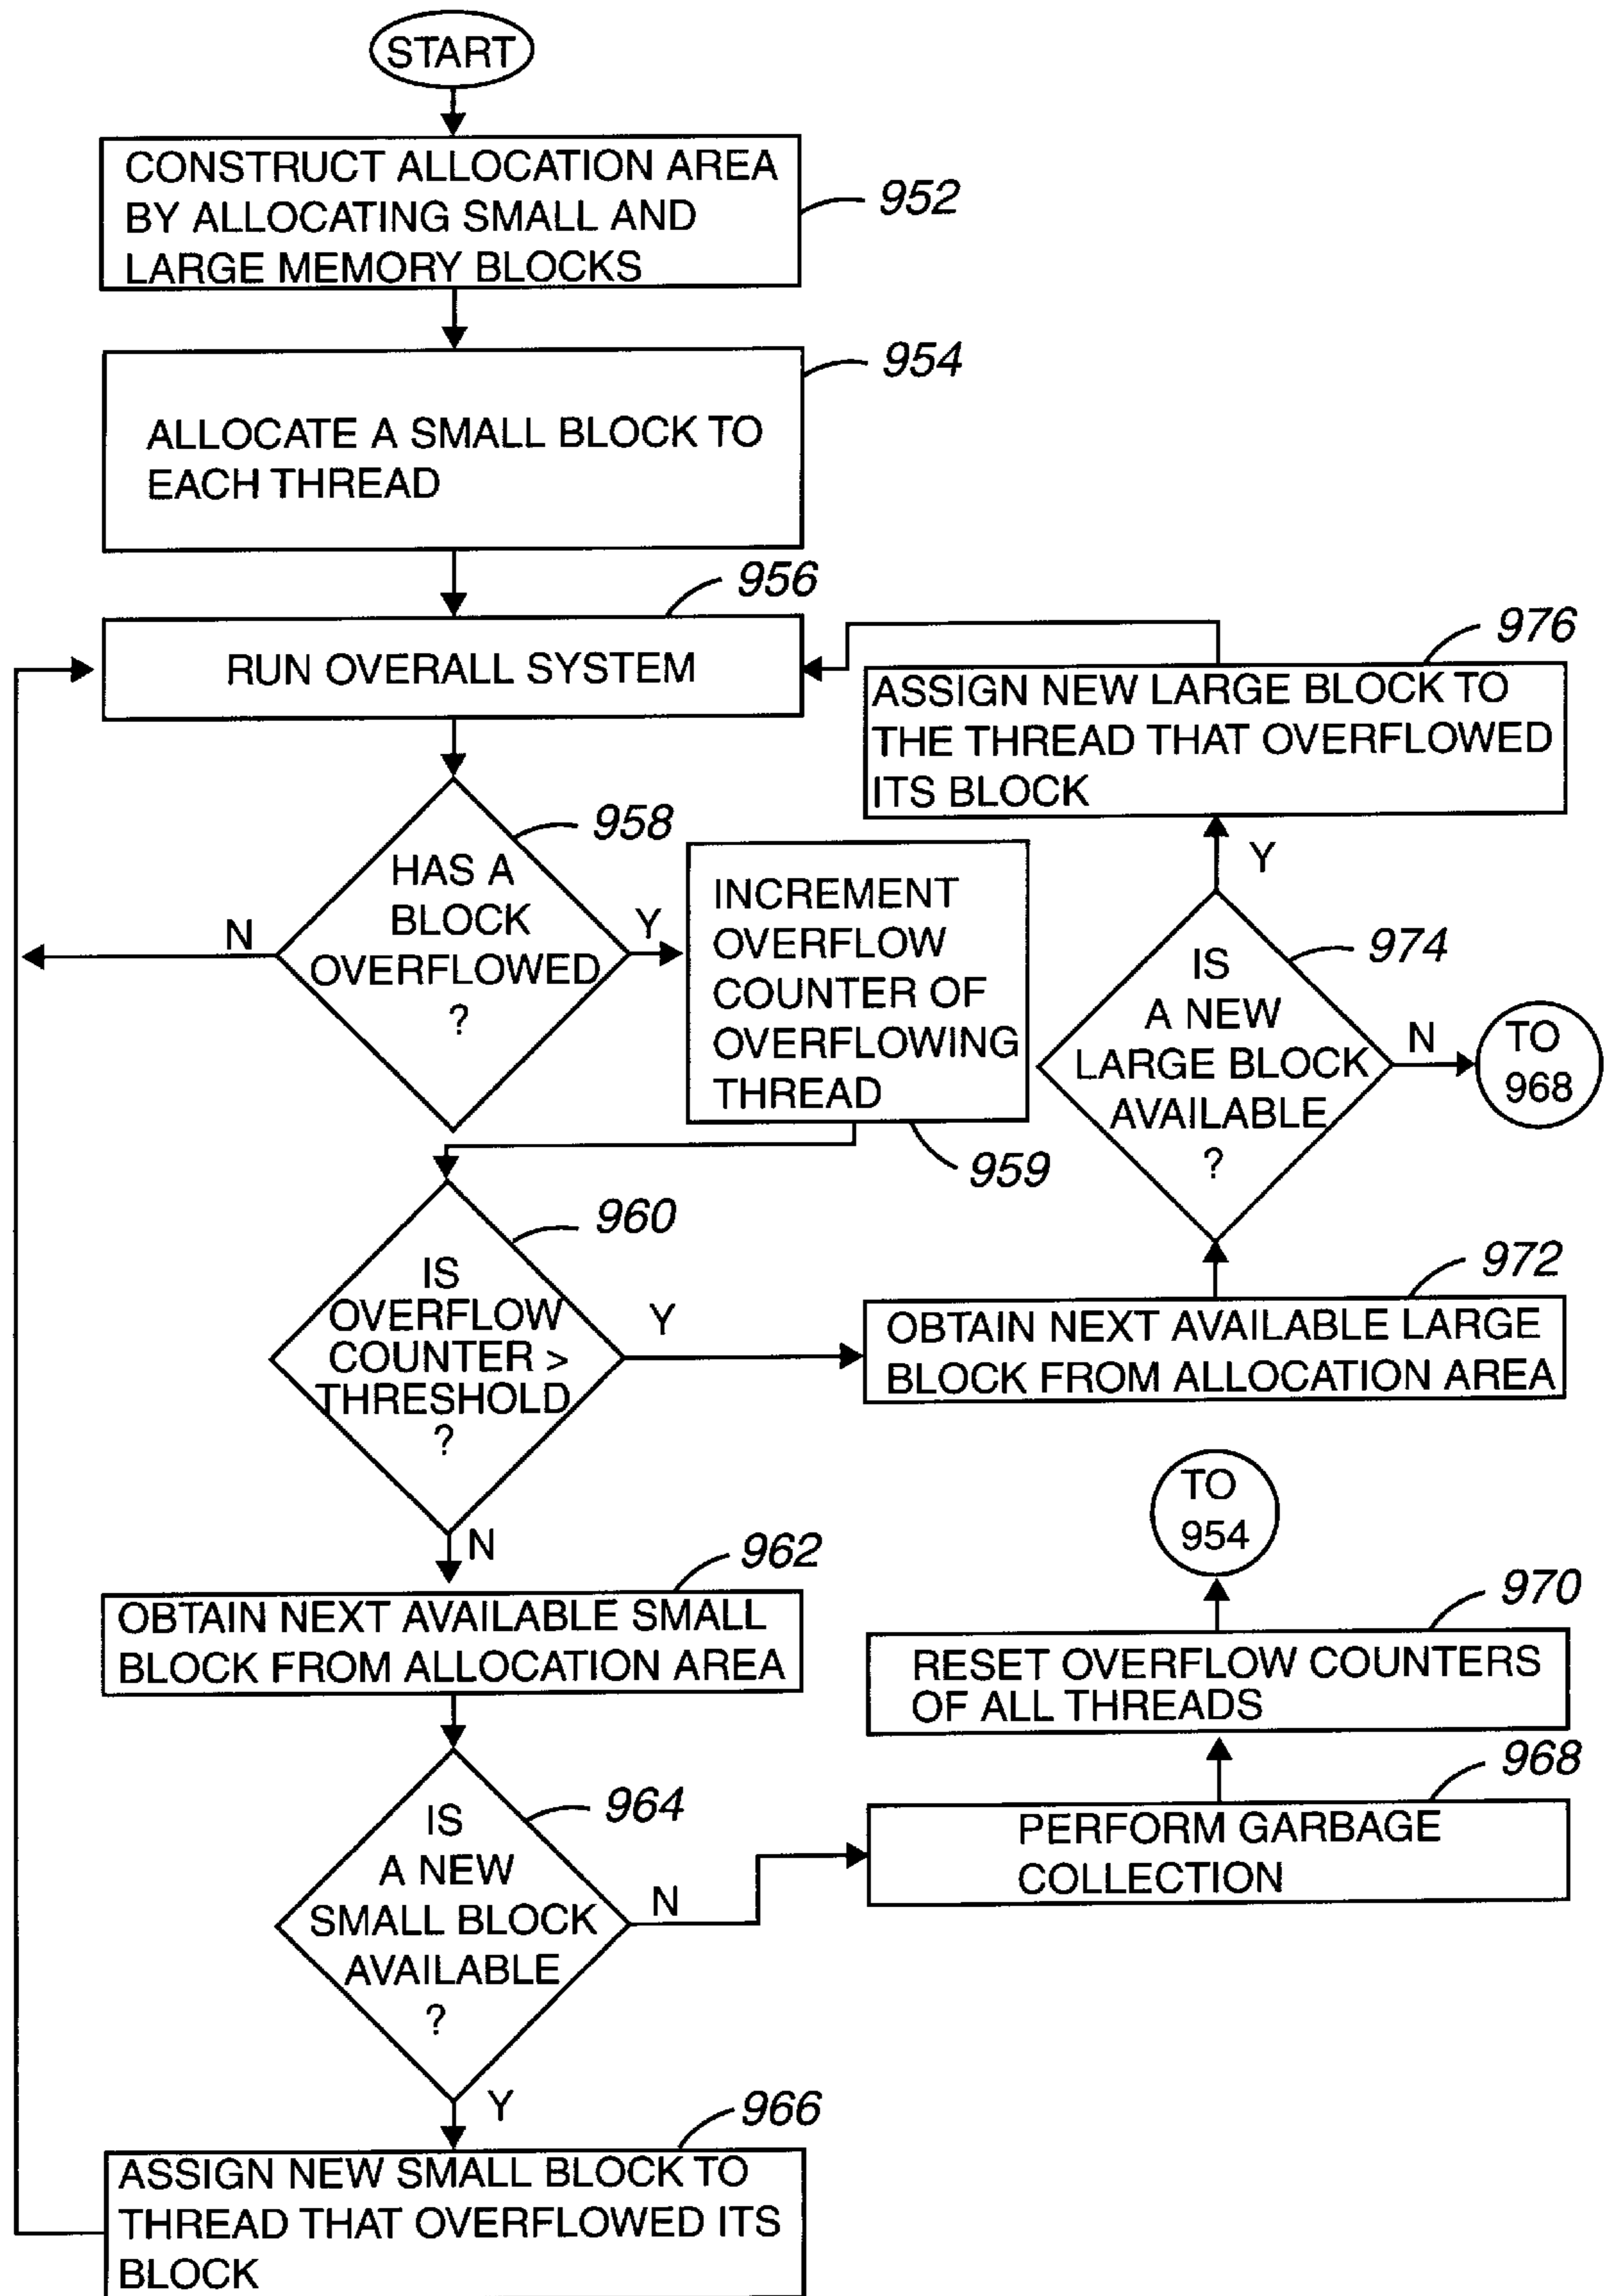 START
CONSTRUCT ALLOCATION AREA
BY ALLOCATING SMALL AND
LARGE MEMORY BLOCKS
952
ALLOCATE A SMALL BLOCK TO
EACH THREAD
954
RUN OVERALL SYSTEM
956
HAS A
BLOCK
OVERFLOWED
?
958
N
Y
INCREMENT
OVERFLOW
COUNTER OF
OVERFLOWING
THREAD
959
IS
OVERFLOW
COUNTER >
THRESHOLD
?
960
Y
N
OBTAIN NEXT AVAILABLE SMALL
BLOCK FROM ALLOCATION AREA
962
IS
A NEW
SMALL BLOCK
AVAILABLE
?
964
N
Y
ASSIGN NEW SMALL BLOCK TO
THREAD THAT OVERFLOWED ITS
BLOCK
966
976
ASSIGN NEW LARGE BLOCK TO
THE THREAD THAT OVERFLOWED
ITS BLOCK
Y
IS
A NEW
LARGE BLOCK
AVAILABLE
?
974
N
TO
968
972
OBTAIN NEXT AVAILABLE LARGE
BLOCK FROM ALLOCATION AREA
TO
954
970
RESET OVERFLOW COUNTERS
OF ALL THREADS
968
PERFORM GARBAGE
COLLECTION